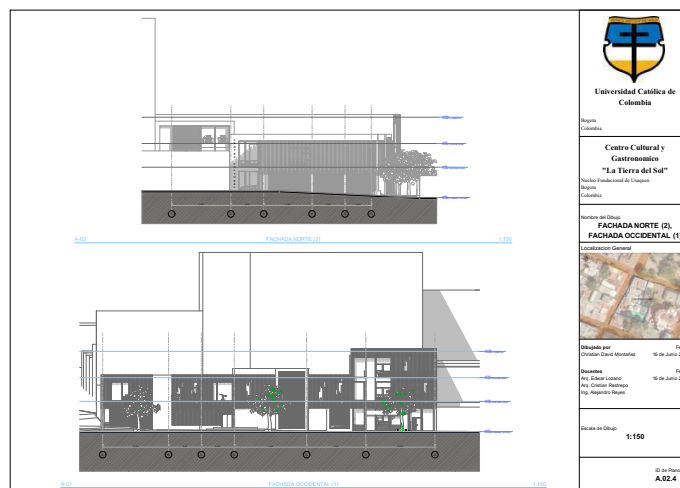 A-02
FACHADA NORTE (2)
1:150
A-01
FACHADA OCCIDENTAL (1)
1:150
Universidad Católica de
Colombia
Bogota
Colombia
Centro Cultural y
Gastronomico
"La Tierra del Sol"
Nucleo Fundacional de Usaquen
Bogota
Colombia
Nombre del Dibujo
FACHADA NORTE (2),
FACHADA OCCIDENTAL (1)
Localizacion General
Dibujado por
Christian David Montañez
16 de Junio 2
Docentes
Arq. Edwar Lozano
16 de Junio 2
Arq. Cristian Restrepo
Ing. Alejandro Reyes
Escala de Dibujo
1:150
ID de Plano
A.02.4